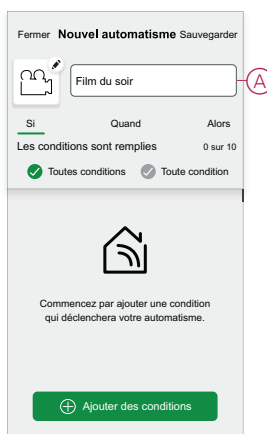 Fermer Nouvel automatisme Sauvegarder
Film du soir
A
Si Quand Alors
Les conditions sont remplies 0 sur 10
Toutes conditions Toute condition
Commencez par ajouter une condition
qui déclenchera votre automatisme.
Ajouter des conditions